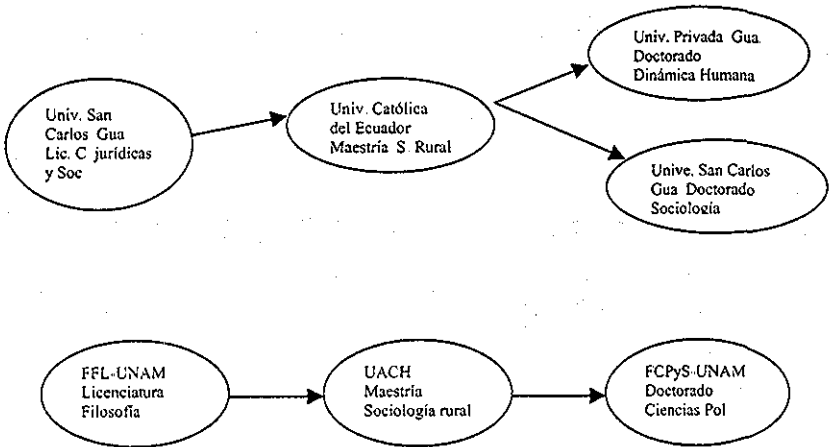 Univ. San
Carlos Gua
Lic. C jurídicas
y Soc
Univ. Católica
del Ecuador
Maestría S. Rural
Univ. Privada Gua.
Doctorado
Dinámica Humana
Unive. San Carlos
Gua Doctorado
Sociología
FFL-UNAM
Licenciatura
Filosofía
UACH
Maestría
Sociología rural
FCPyS-UNAM
Doctorado
Ciencias Pol